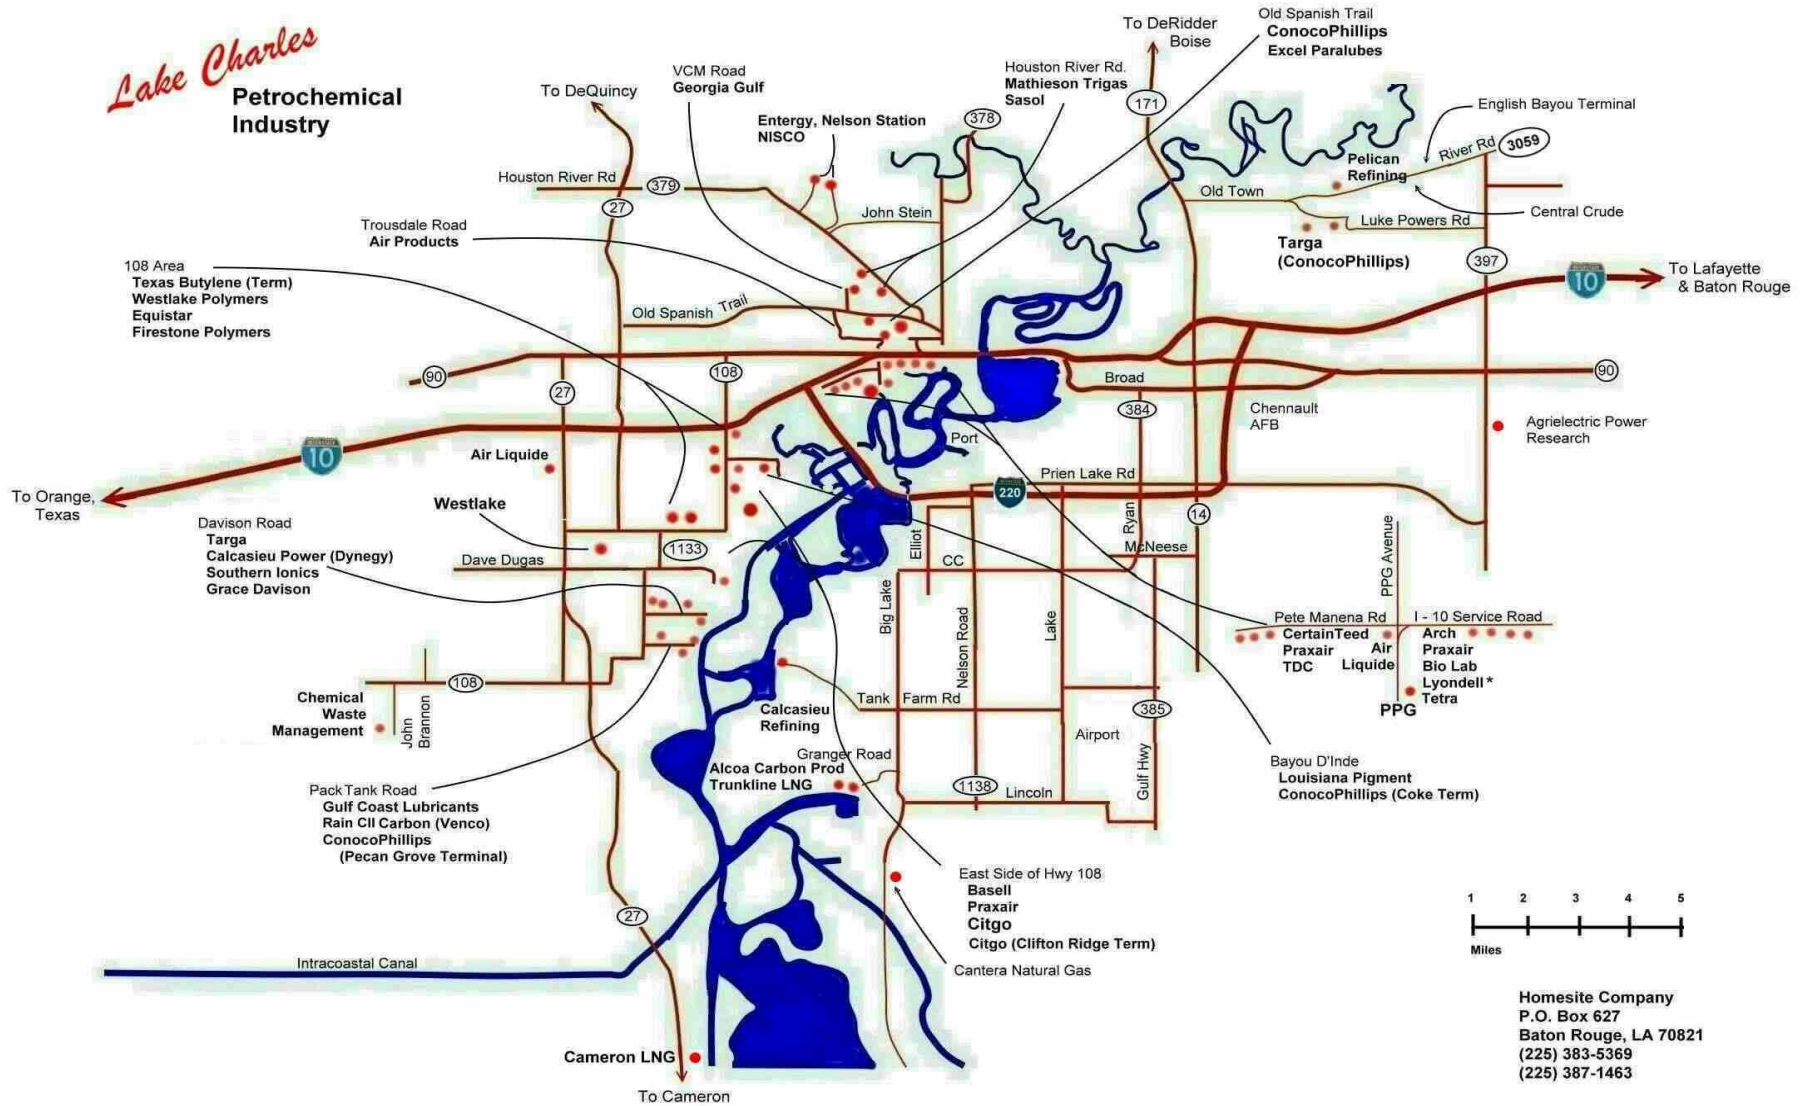 Lake Charles
Petrochemical
Industry
To DeQuincy
VCM Road
Georgia Gulf
Entergy, Nelson Station
NISCO
378
Houston River Rd.
Mathieson Trigas
Sasol
To DeRidder
Boise
171
Old Spanish Trail
ConocoPhillips
Excel Paralubes
English Bayou Terminal
River Rd
3059
Pelican
Refining
Old Town
Central Crude
Luke Powers Rd
Targa
(ConocoPhillips)
397
10
To Lafayette
& Baton Rouge
Houston River Rd
379
27
John Stein
Trousdale Road
Air Products
108 Area
Texas Butylene (Term)
Westlake Polymers
Equistar
Firestone Polymers
Old Spanish Trail
90
27
108
Broad
384
90
Chennault
AFB
Agrielectric Power
Research
10
Air Liquide
Port
Prien Lake Rd
220
To Orange,
Texas
Westlake
14
Ryan
Elliot
PPG Avenue
Davison Road
Targa
Calcasieu Power (Dynegy)
Southern Ionics
Grace Davison
1133
Dave Dugas
McNeese
CC
Big Lake
Nelson Road
Lake
Pete Manena Rd
I - 10 Service Road
CertainTeed
Praxair
TDC
Air
Liquide
Arch
Praxair
Bio Lab
Lyondell*
Tetra
PPG
108
Chemical
Waste
Management
John
Brannon
Calcasieu
Refining
Tank Farm Rd
385
Airport
Gulf Hwy
Granger Road
Alcoa Carbon Prod
Trunkline LNG
1138
Lincoln
Bayou D'Inde
Louisiana Pigment
ConocoPhillips (Coke Term)
Pack Tank Road
Gulf Coast Lubricants
Rain CII Carbon (Venco)
ConocoPhillips
(Pecan Grove Terminal)
East Side of Hwy 108
Basell
Praxair
Citgo
Citgo (Clifton Ridge Term)
Cantera Natural Gas
27
Intracoastal Canal
1 2 3 4 5
Miles
Homesite Company
P.O. Box 627
Baton Rouge, LA 70821
(225) 383-5369
(225) 387-1463
Cameron LNG
To Cameron